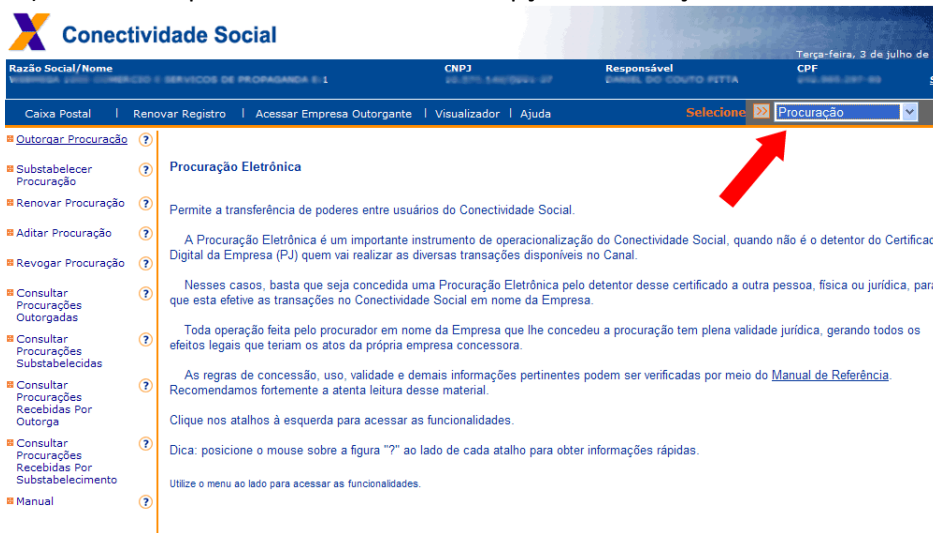 Conectividade Social
Terça-feira, 3 de julho de
Razão Social/Nome CNPJ Responsável CPF
Caixa Postal | Renovar Registro | Acessar Empresa Outorgante | Visualizador | Ajuda Selecione Procuração
Outorgar Procuração ?
Substabelecer ?
Procuração
Renovar Procuração ?
Aditar Procuração ?
Revogar Procuração ?
Consultar ?
Procurações
Outorgadas
Consultar ?
Procurações
Substabelecidas
Consultar ?
Procurações
Recebidas Por
Outorga
Consultar ?
Procurações
Recebidas Por
Substabelecimento
Manual ?
Procuração Eletrônica
Permite a transferência de poderes entre usuários do Conectividade Social.
A Procuração Eletrônica é um importante instrumento de operacionalização do Conectividade Social, quando não é o detentor do Certificad
Digital da Empresa (PJ) quem vai realizar as diversas transações disponíveis no Canal.
Nesses casos, basta que seja concedida uma Procuração Eletrônica pelo detentor desse certificado a outra pessoa, física ou jurídica, para
que esta efetive as transações no Conectividade Social em nome da Empresa.
Toda operação feita pelo procurador em nome da Empresa que lhe concedeu a procuração tem plena validade jurídica, gerando todos os
efeitos legais que teriam os atos da própria empresa concessora.
As regras de concessão, uso, validade e demais informações pertinentes podem ser verificadas por meio do Manual de Referência.
Recomendamos fortemente a atenta leitura desse material.
Clique nos atalhos à esquerda para acessar as funcionalidades.
Dica: posicione o mouse sobre a figura "?" ao lado de cada atalho para obter informações rápidas.
Utilize o menu ao lado para acessar as funcionalidades.